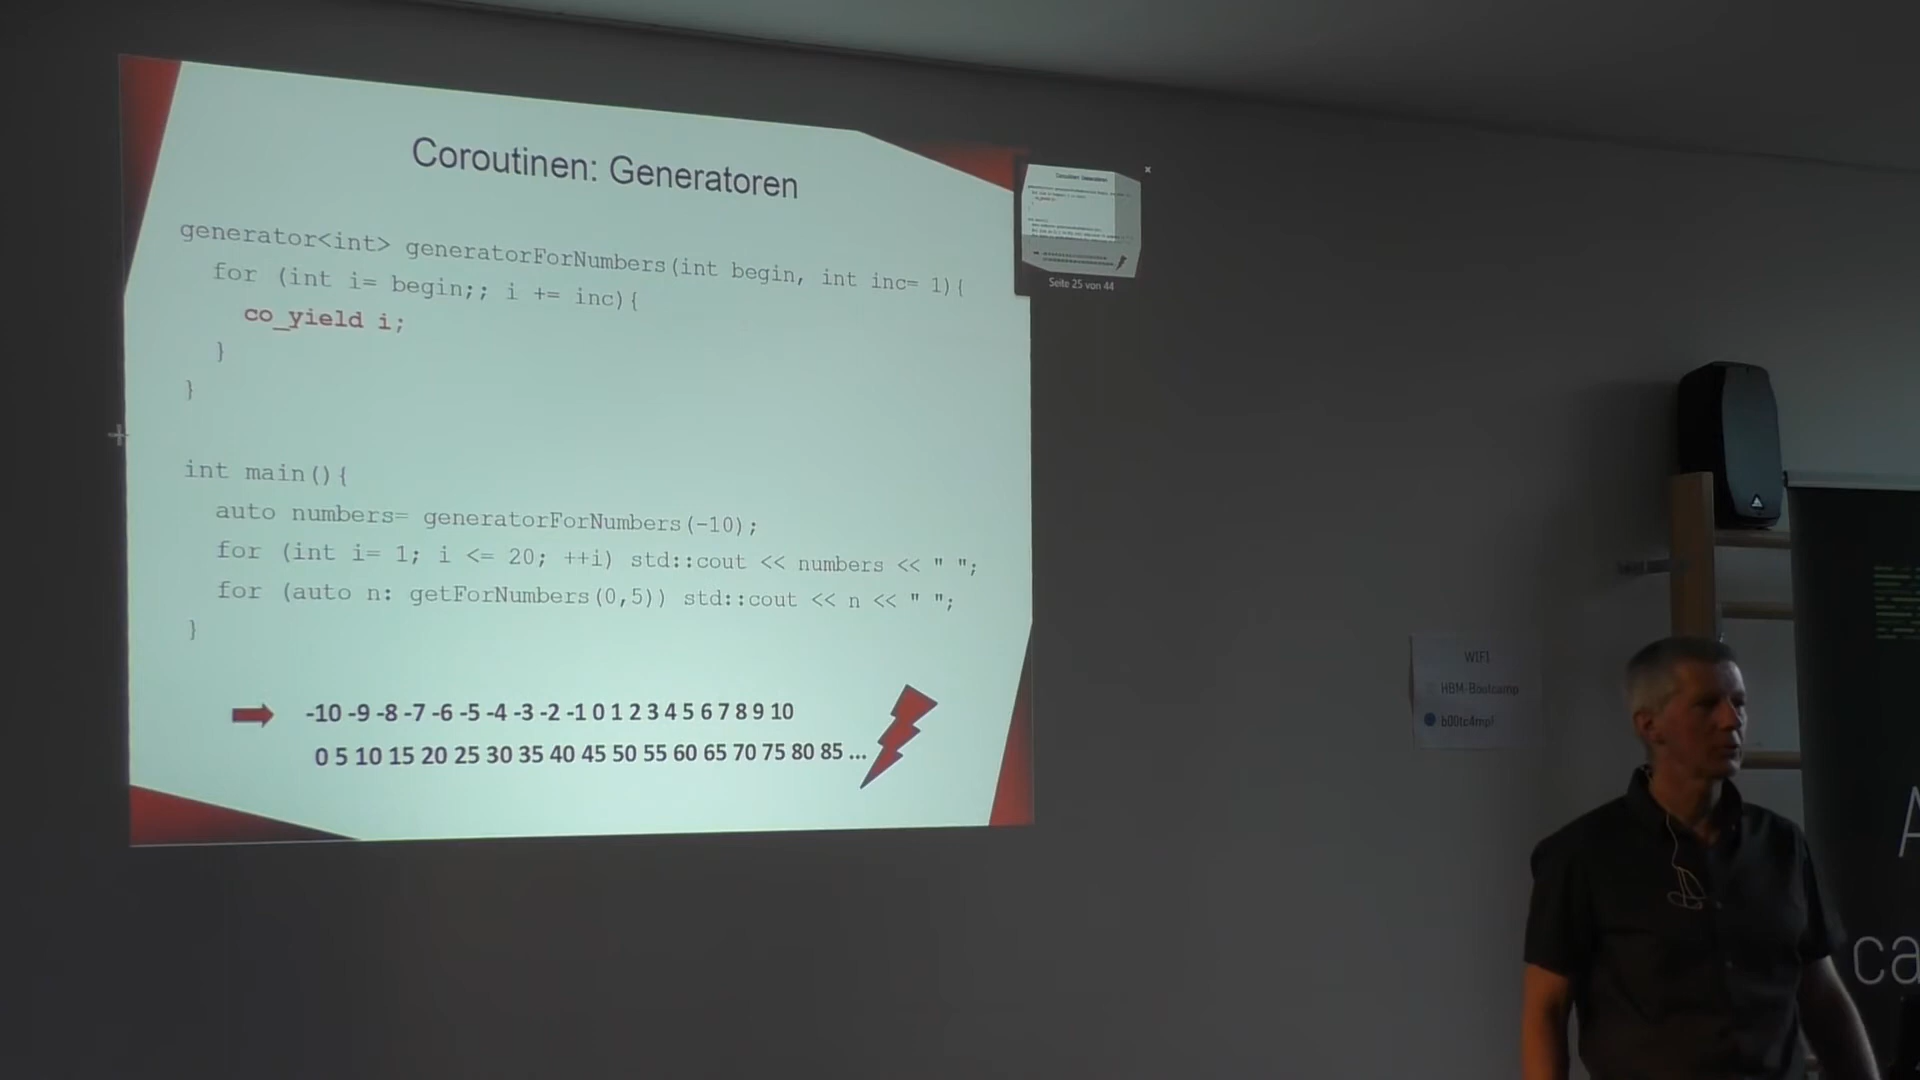 Coroutinen: Generatoren
generator<int> generatorForNumbers(int begin, int inc= 1){
for (int i= begin;; i += inc){
co_yield i;
}
}
int main(){
auto numbers= generatorForNumbers(-10);
for (int i= 1; i <= 20; ++i) std::cout << numbers << " ";
for (auto n: getForNumbers(0,5)) std::cout << n << " ";
}
-10 -9 -8 -7 -6 -5 -4 -3 -2 -1 0 1 2 3 4 5 6 7 8 9 10
0 5 10 15 20 25 30 35 40 45 50 55 60 65 70 75 80 85 ...
Seite 25 von 44
WIFI
HBM-Bootcamp
b00tc4mp!
A
ca